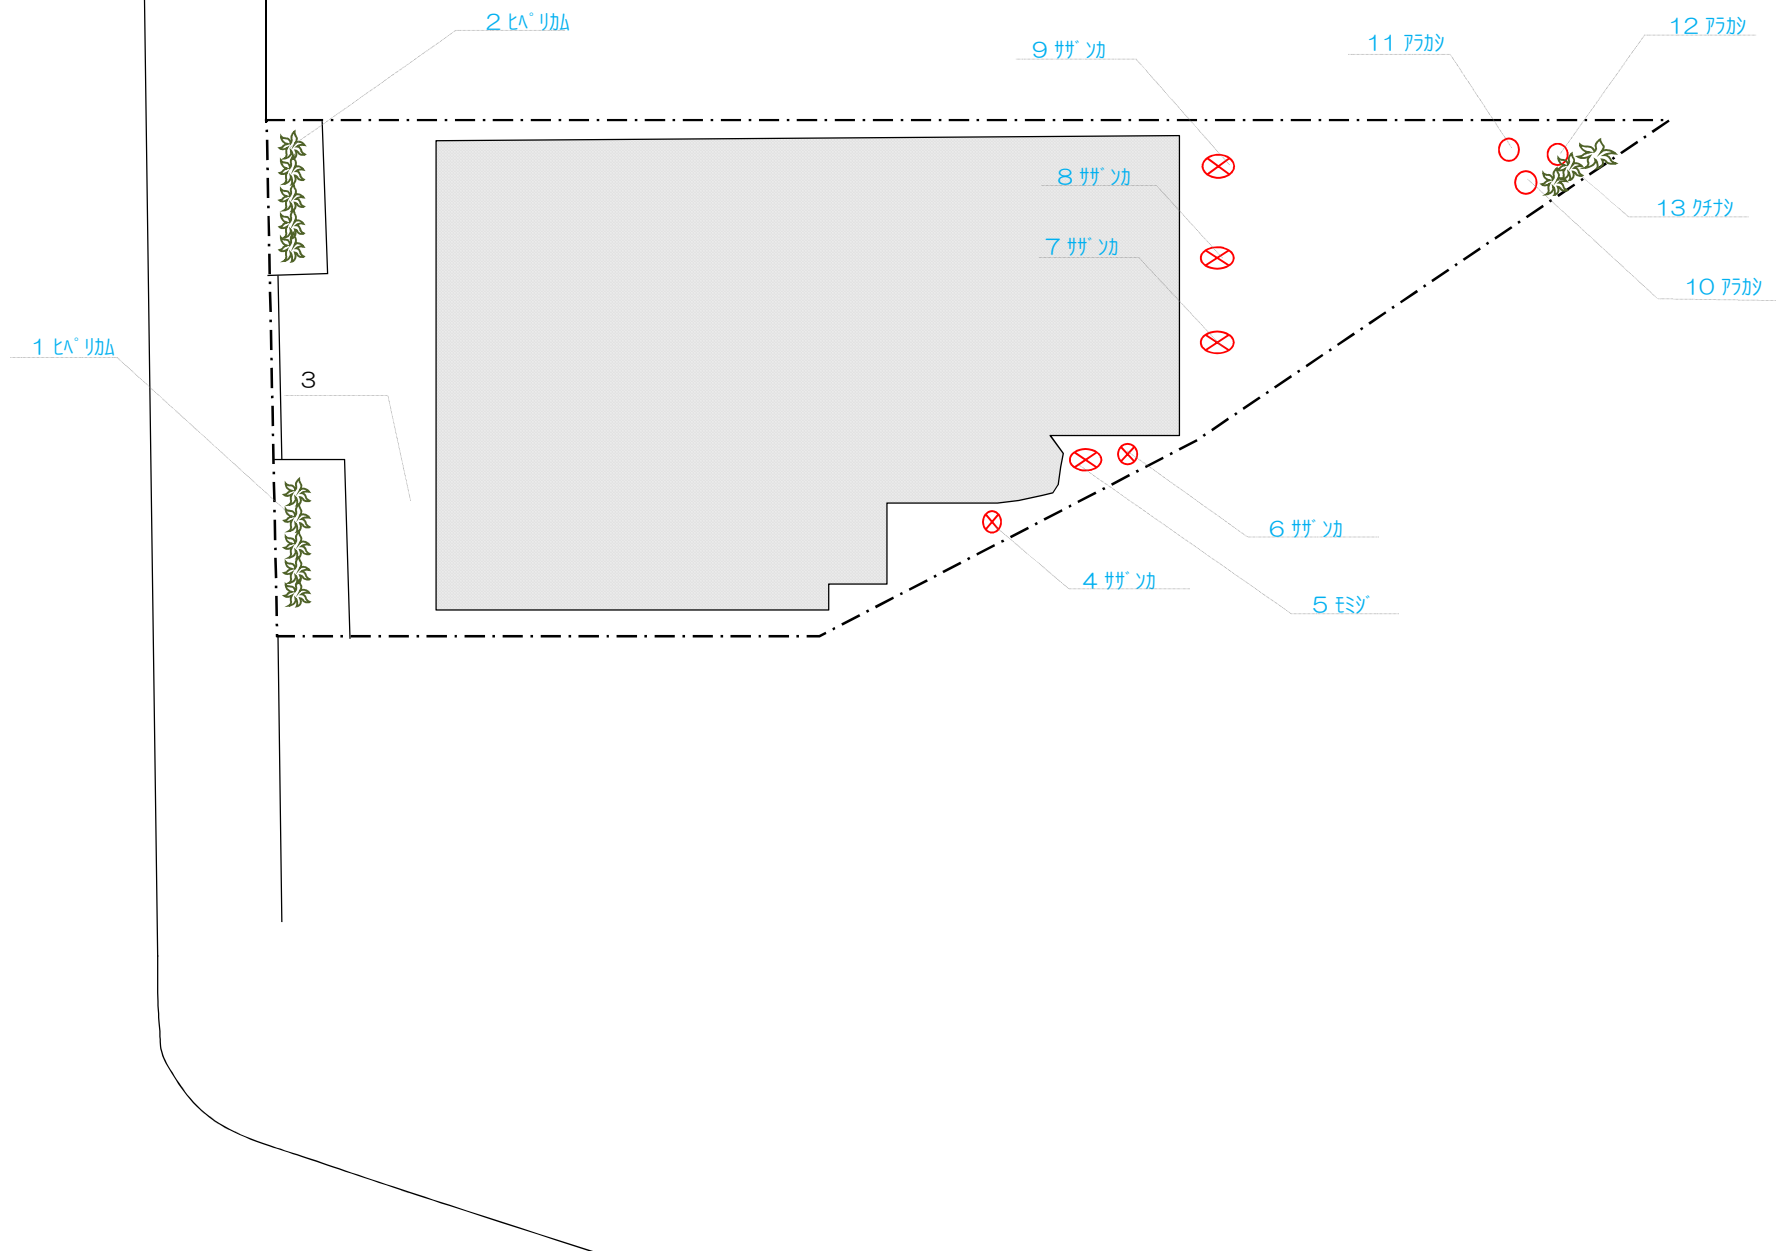 2 ﾋﾍﾟﾘｶﾑ
12 ｱﾗｶｼ
11 ｱﾗｶｼ
9 ｻｻﾞﾝｶ
8 ｻｻﾞﾝｶ
13 ｸﾁﾅｼ
7 ｻｻﾞﾝｶ
10 ｱﾗｶｼ
1 ﾋﾍﾟﾘｶﾑ
3
6 ｻｻﾞﾝｶ
4 ｻｻﾞﾝｶ
5 ﾓﾐｼﾞ